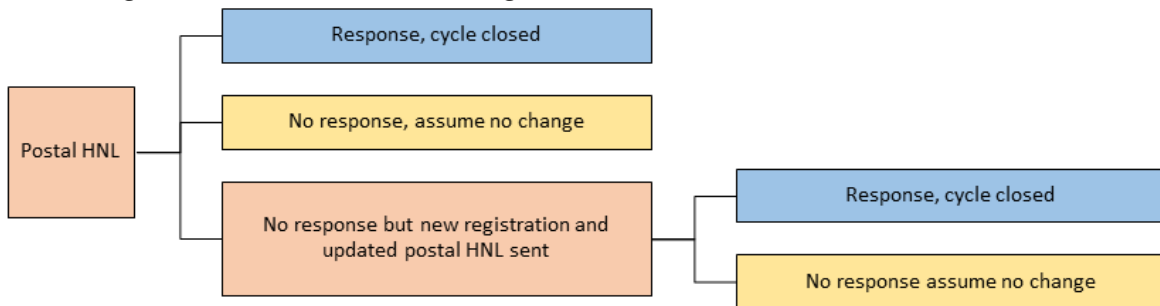 Response, cycle closed
Postal HNL
No response, assume no change
No response but new registration and
updated postal HNL sent
Response, cycle closed
No response assume no change